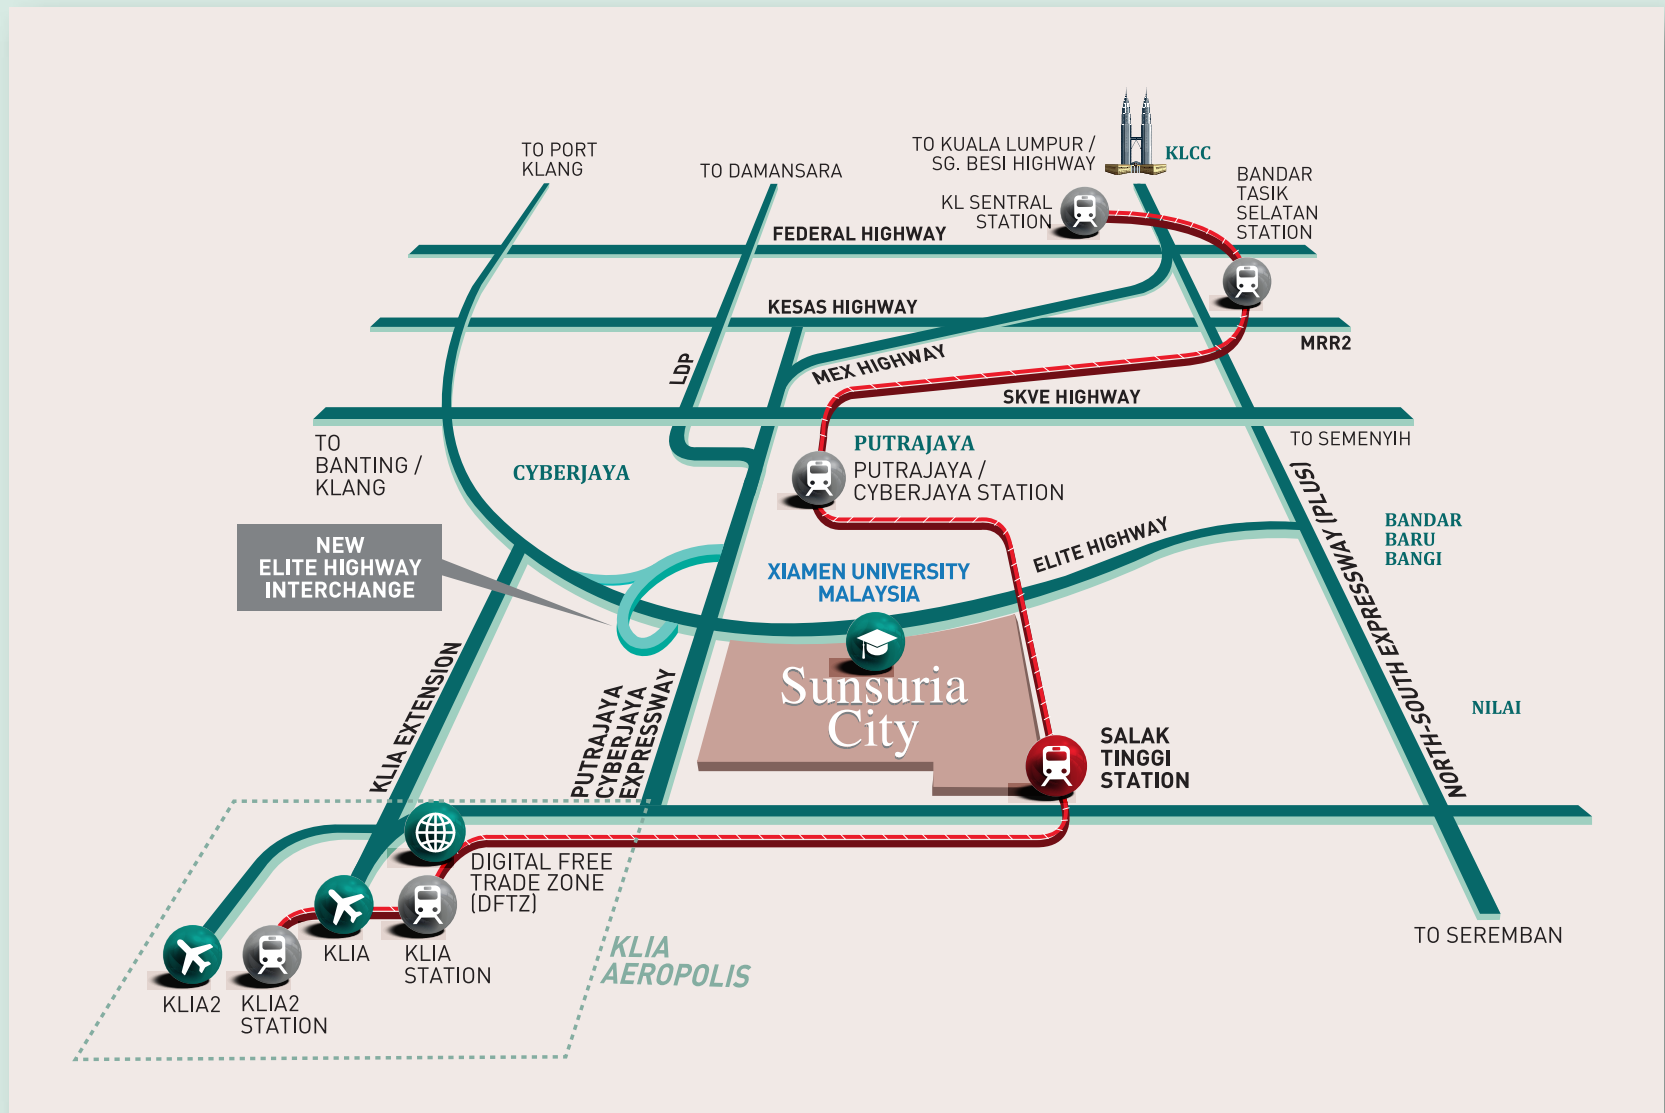 TO PORT
KLANG
TO DAMANSARA
TO KUALA LUMPUR /
SG. BESI HIGHWAY
KLCC
KL SENTRAL
STATION
BANDAR
TASIK
SELATAN
STATION
FEDERAL HIGHWAY
KESAS HIGHWAY
MRR2
LDP
MEX HIGHWAY
SKVE HIGHWAY
TO SEMENYIH
TO
BANTING /
KLANG
CYBERJAYA
PUTRAJAYA
PUTRAJAYA /
CYBERJAYA STATION
NEW
ELITE HIGHWAY
INTERCHANGE
XIAMEN UNIVERSITY
MALAYSIA
ELITE HIGHWAY
NORTH-SOUTH EXPRESSWAY (PLUS)
BANDAR
BARU
BANGI
NILAI
Sunsuria
City
KLIA EXTENSION
PUTRAJAYA
CYBERJAYA
EXPRESSWAY
SALAK
TINGGI
STATION
DIGITAL FREE
TRADE ZONE
(DFTZ)
KLIA
KLIA
STATION
KLIA2
KLIA2
STATION
KLIA
AEROPOLIS
TO SEREMBAN